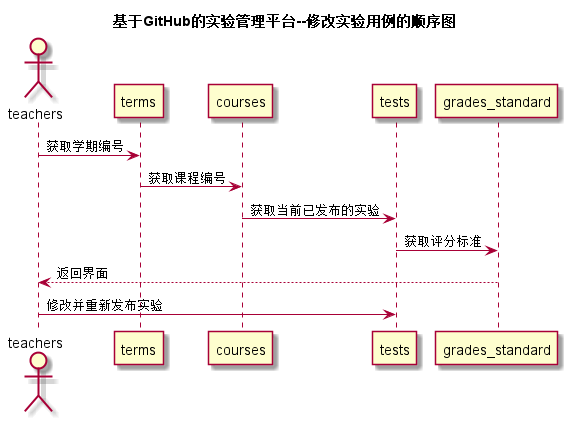 基于GitHub的实验管理平台--修改实验用例的顺序图
teachers
terms
courses
tests
grades_standard
获取学期编号
获取课程编号
获取当前已发布的实验
获取评分标准
返回界面
修改并重新发布实验
teachers
terms
courses
tests
grades_standard